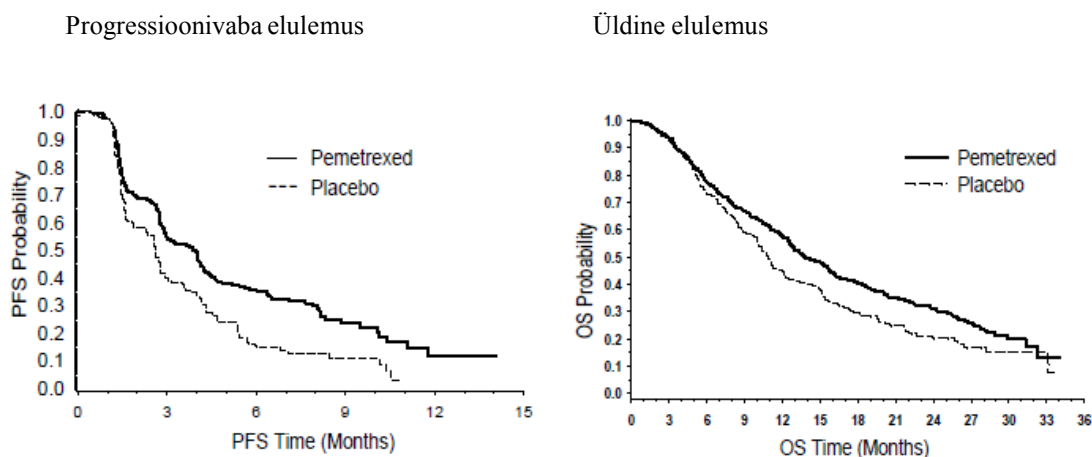 Progressioonivaba elulemus
Üldine elulemus
PFS Probability
1.0
0.9
0.8
0.7
0.6
0.5
0.4
0.3
0.2
0.1
0.0
Pemetrexed
Placebo
0 3 6 9 12 15
PFS Time (Months)
OS Probability
1.0
0.9
0.8
0.7
0.6
0.5
0.4
0.3
0.2
0.1
0.0
Pemetrexed
Placebo
0 3 6 9 12 15 18 21 24 27 30 33 36
OS Time (Months)